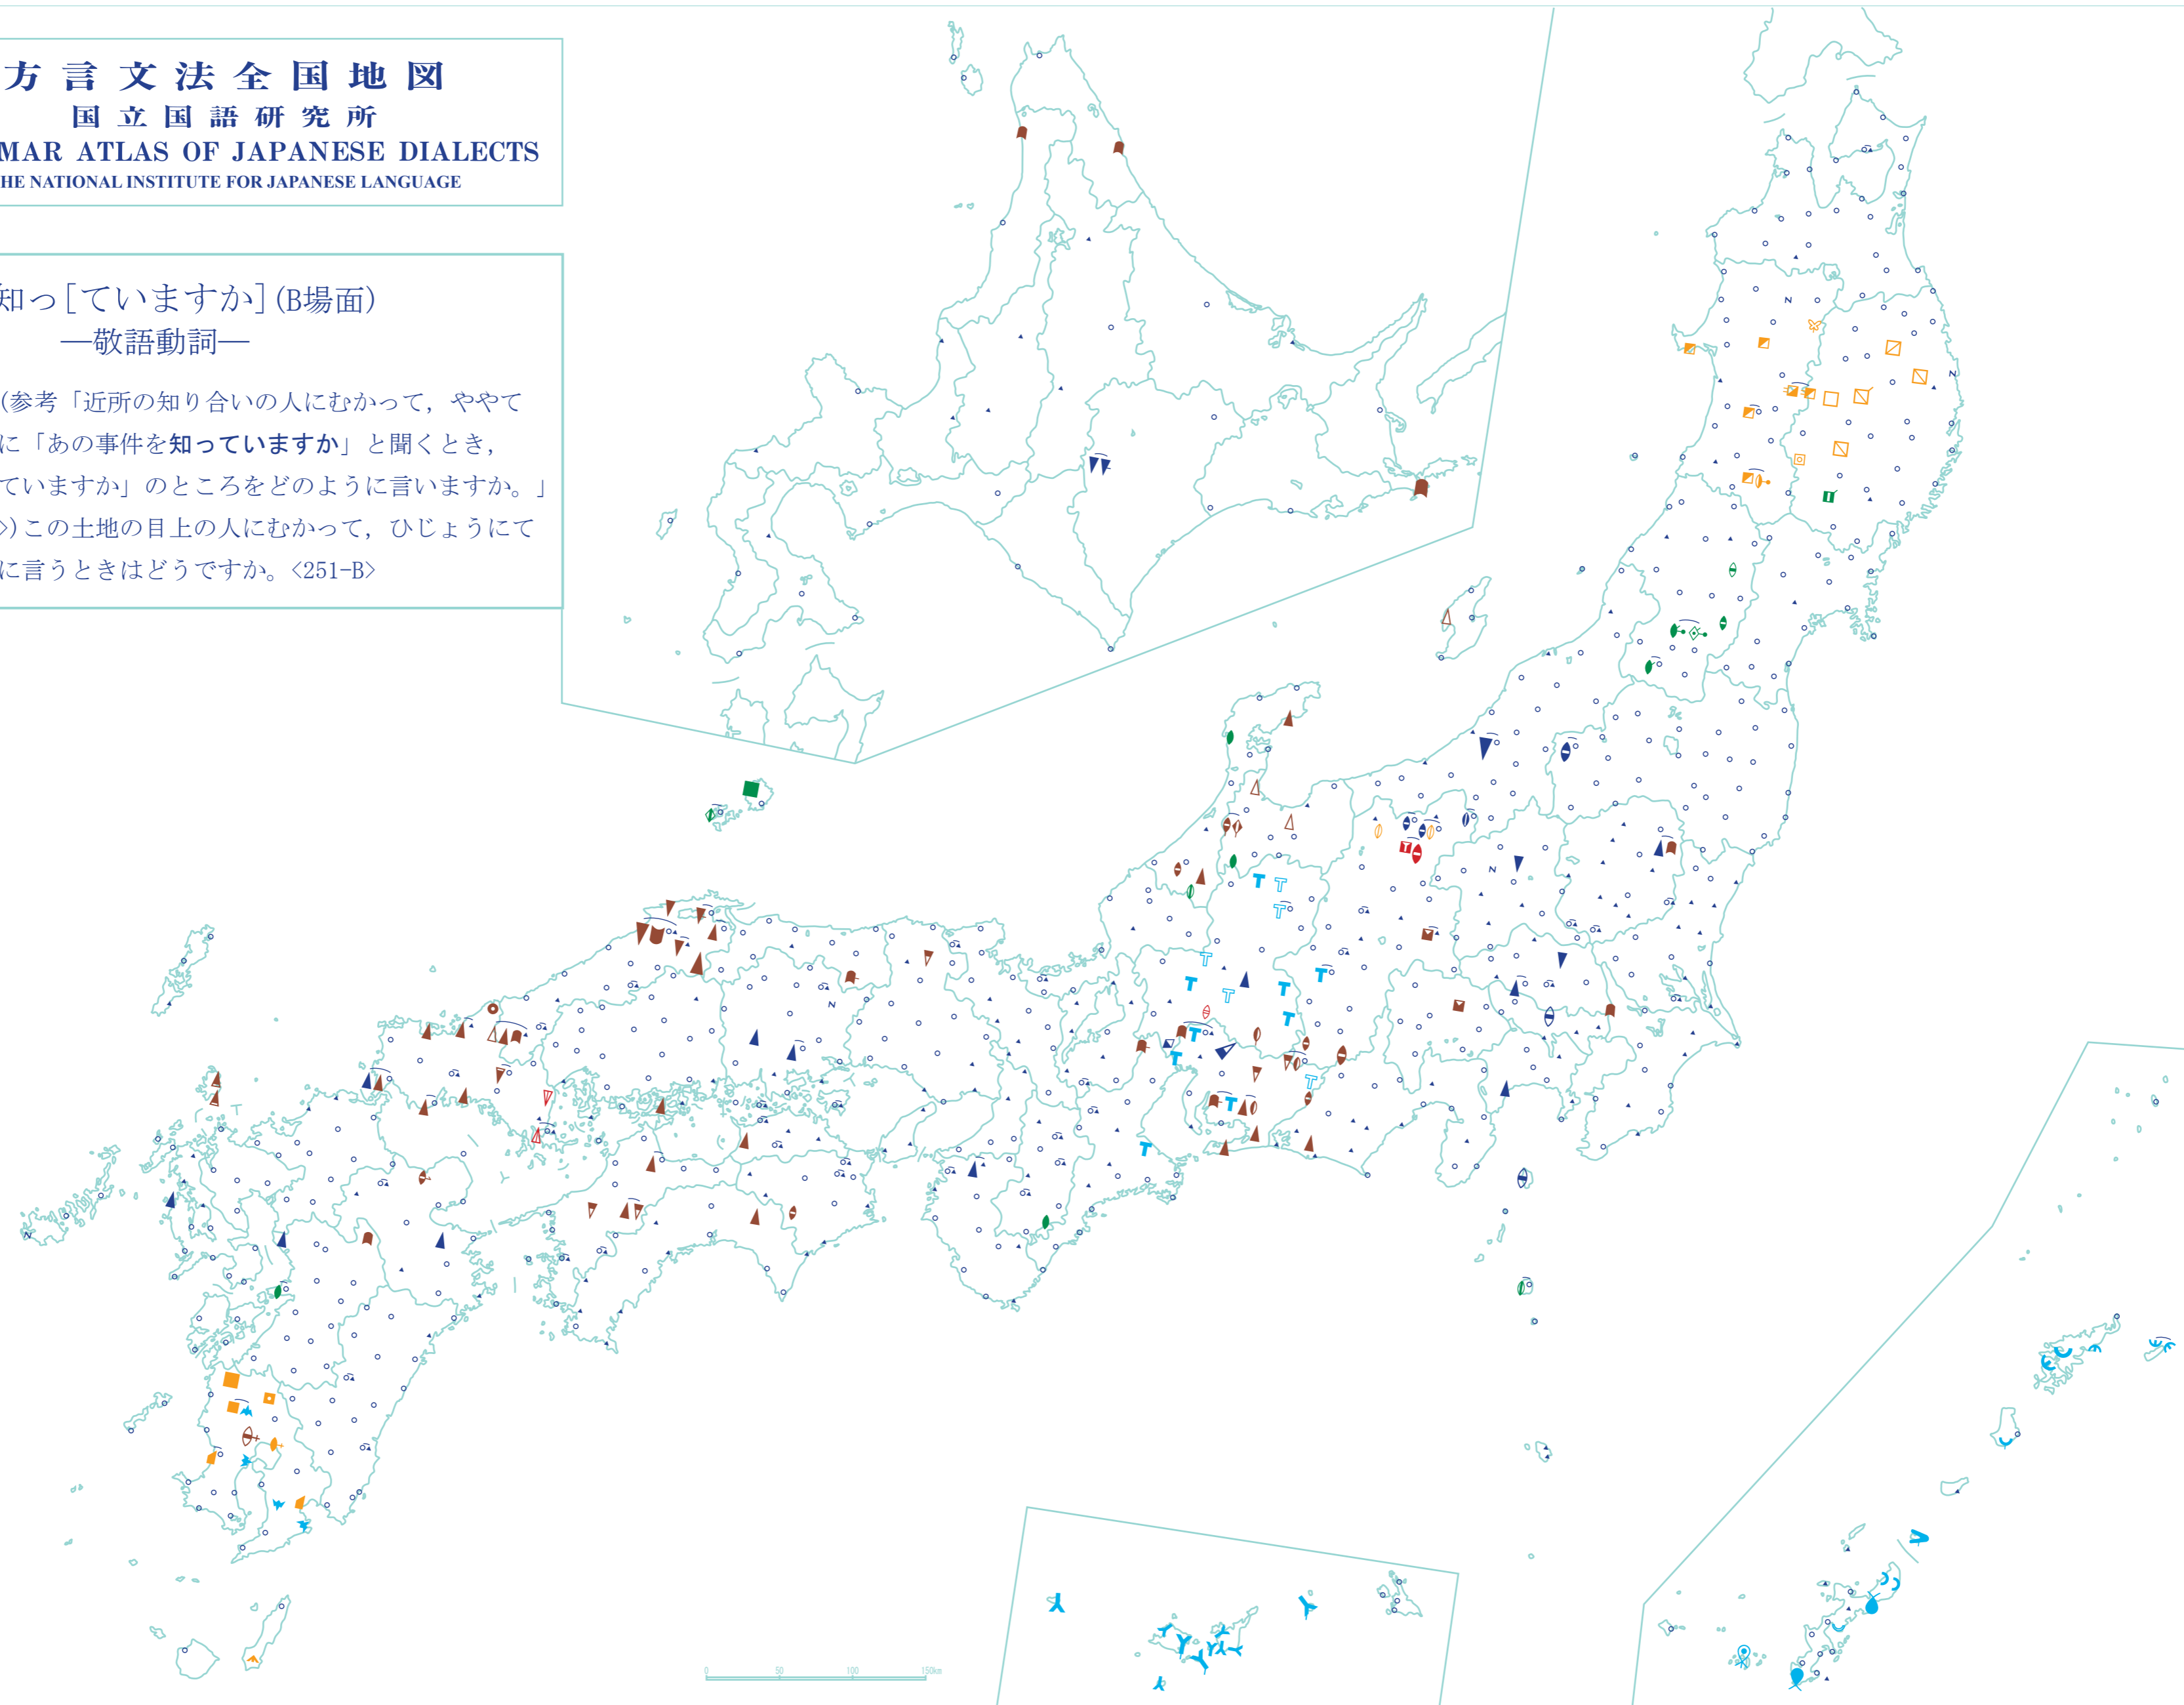 方言文法全国地図
国立国語研究所
MAR ATLAS OF JAPANESE DIALECTS
HE NATIONAL INSTITUTE FOR JAPANESE LANGUAGE
知っ[ていますか](B場面)
―敬語動詞―
(参考「近所の知り合いの人にむかって，ややて
に「あの事件を知っていますか」と聞くとき，
ていますか」のところをどのように言いますか。」
>)この土地の目上の人にむかって，ひじょうにて
に言うときはどうですか。<251-B>
0 50 100 150km